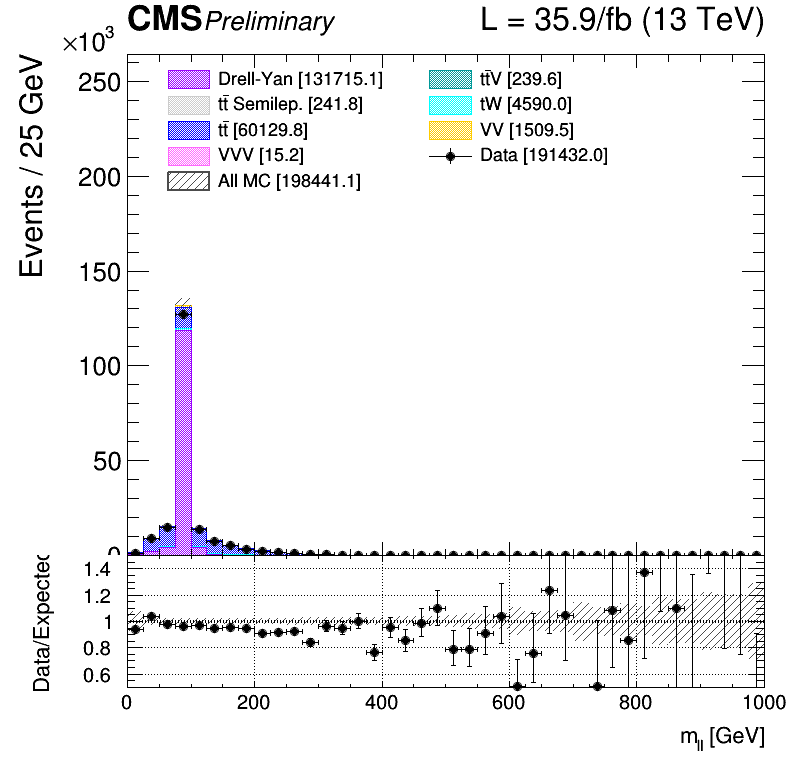 CMS Preliminary L = 35.9/fb (13 TeV)
×10³
Events / 25 GeV
250
200
150
100
50
0
Drell-Yan [131715.1]
tt̄ Semilep. [241.8]
tt̄ [60129.8]
VVV [15.2]
All MC [198441.1]
tt̄V [239.6]
tW [4590.0]
VV [1509.5]
Data [191432.0]
Data/Expected
1.4
1.2
1
0.8
0.6
0 200 400 600 800 1000
m_ll [GeV]